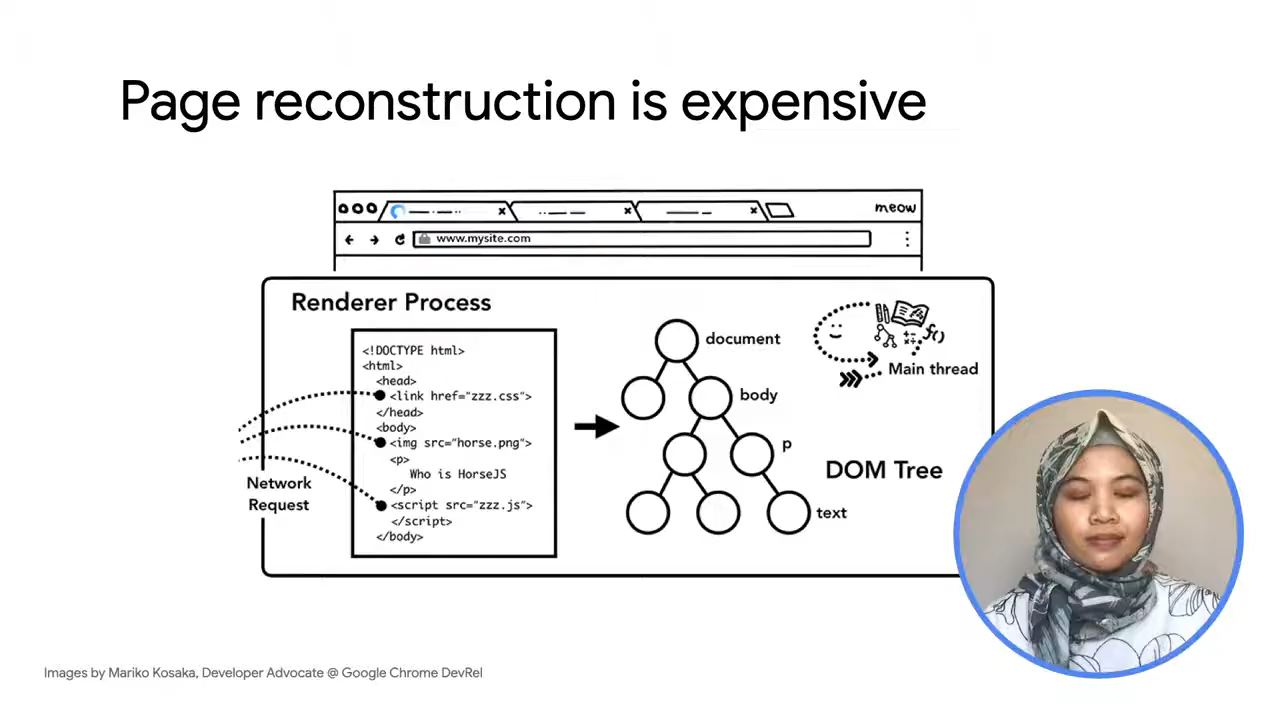 Page reconstruction is expensive
meow
www.mysite.com
Renderer Process
<!DOCTYPE html>
<html>
<head>
<link href="zzz.css">
</head>
<body>
<img src="horse.png">
<p>
Who is HorseJS
</p>
<script src="zzz.js">
</script>
</body>
Network
Request
document
body
p
text
DOM Tree
f()
Main thread
Images by Mariko Kosaka, Developer Advocate @ Google Chrome DevRel